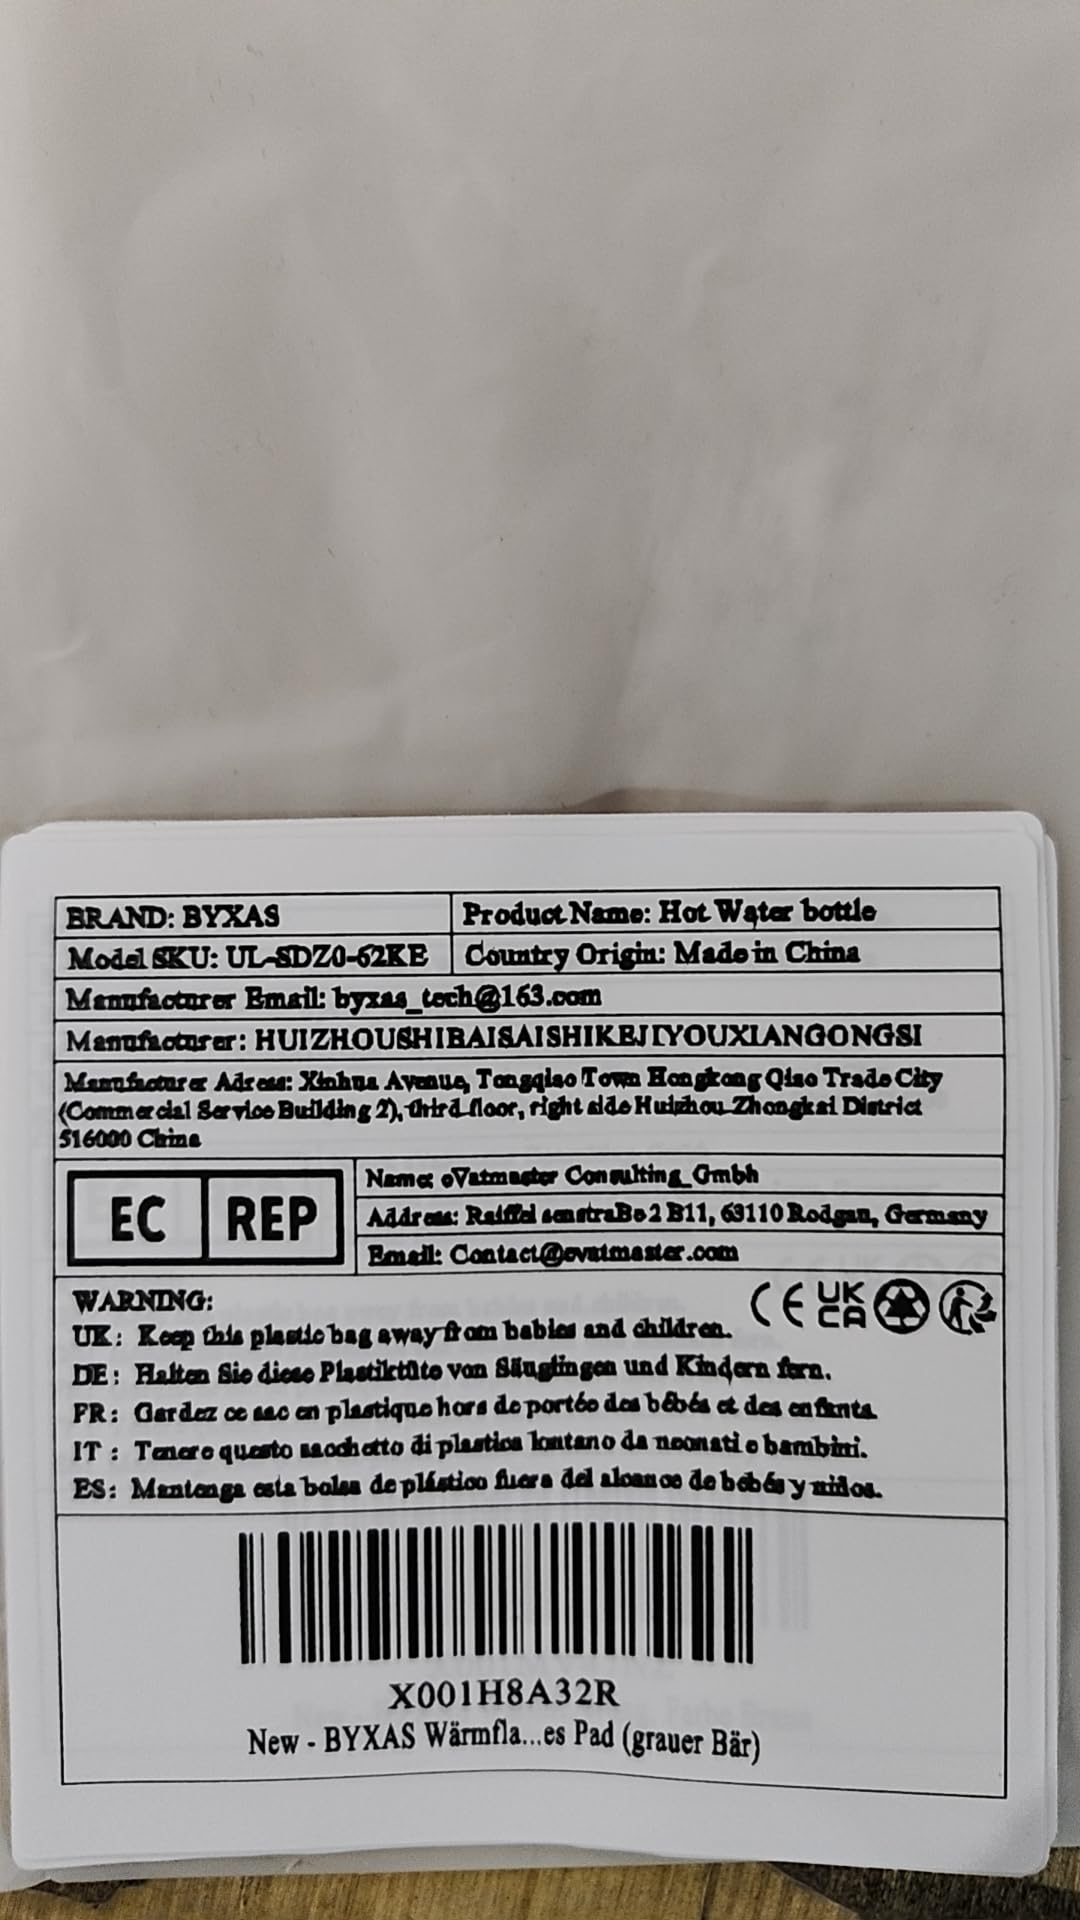 BRAND: BYXAS
Product Name: Hot Water bottle
Model SKU: UL-SDZ0-62KE
Country Origin: Made in China
Manufacturer Email: byxas_tech@163.com
Manufacturer: HUIZHOUSHIBAISAISHIKEJIYOUXIANGONGSI
Manufacturer Adress: Xinhua Avenue, Tongqiao Town Hongkong Qiao Trade City
(Commercial Service Building 2), third floor, right side Huizhou Zhongkai District
516000 China
EC REP
Name: eVatmaster Consulting_Gmbh
Address: RaiffeisenstraBe 2 B11, 63110 Rodgau, Germany
Email: Contact@evatmaster.com
WARNING:
CE UK CA
UK: Keep this plastic bag away from babies and children.
DE: Halten Sie diese Plastiktüte von Säuglingen und Kindern fern.
FR: Gardez ce sac en plastique hors de portée des bébés et des enfants.
IT: Tenere questo sacchetto di plastica lontano da neonati e bambini.
ES: Mantenga esta bolsa de plástico fuera del alcance de bebés y niños.
X001H8A32R
New - BYXAS Wärmfla...es Pad (grauer Bär)